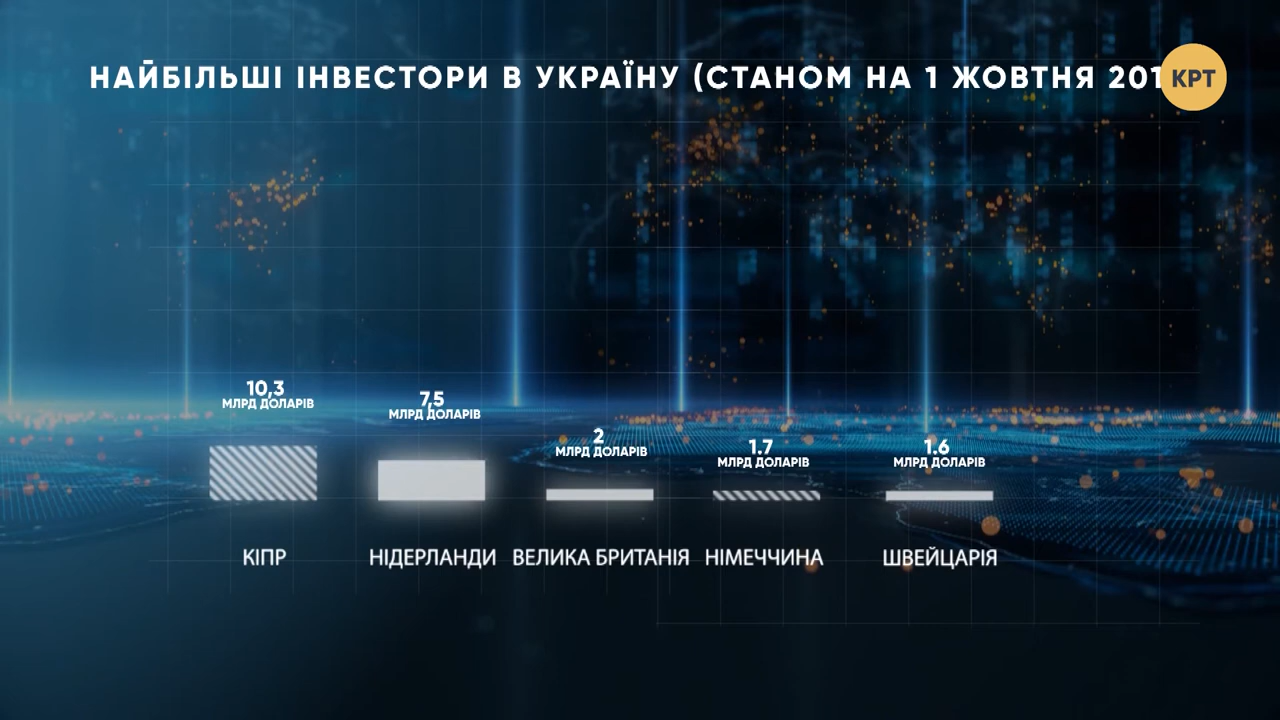 НАЙБІЛЬШІ ІНВЕСТОРИ В УКРАЇНУ (СТАНОМ НА 1 ЖОВТНЯ 201
КРТ
10,3
МЛРД ДОЛАРІВ
7,5
МЛРД ДОЛАРІВ
2
МЛРД ДОЛАРІВ
1.7
МЛРД ДОЛАРІВ
1.6
МЛРД ДОЛАРІВ
КІПР
НІДЕРЛАНДИ
ВЕЛИКА БРИТАНІЯ
НІМЕЧЧИНА
ШВЕЙЦАРІЯ